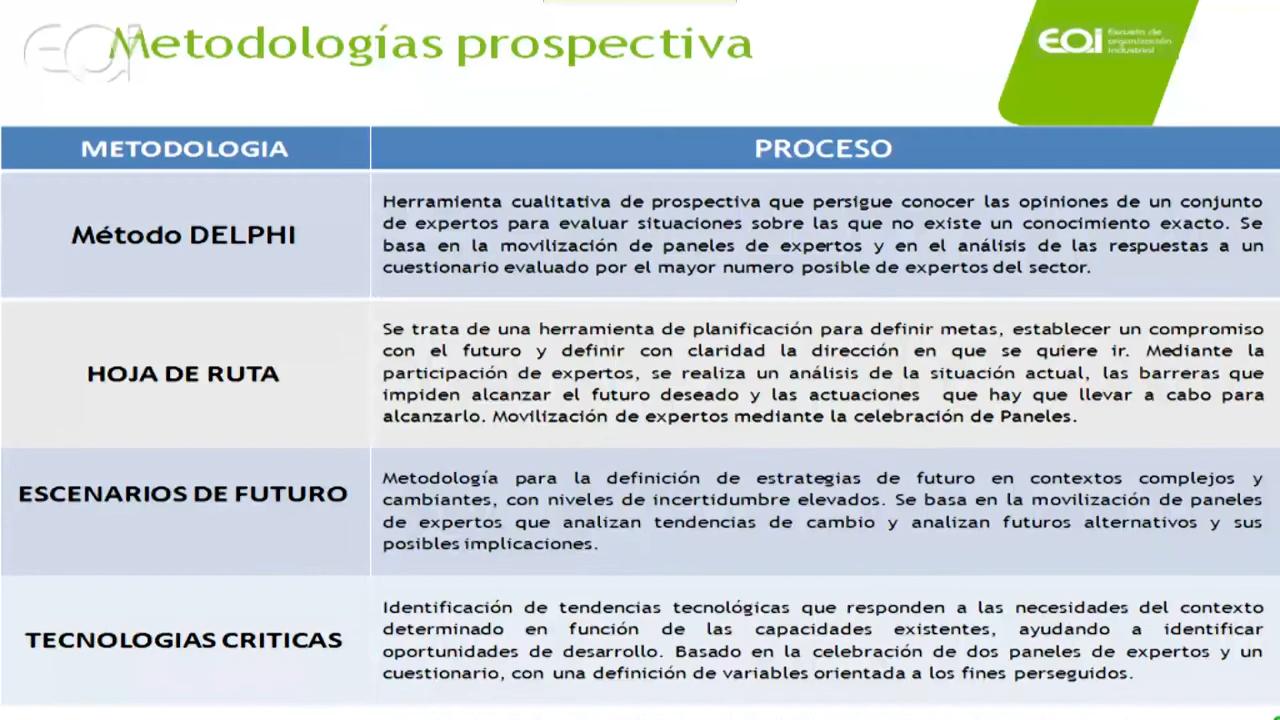 Metodologías prospectiva
eoi
eoi Escuela de
organización
industrial
METODOLOGIA
PROCESO
Método DELPHI
Herramienta cualitativa de prospectiva que persigue conocer las opiniones de un conjunto
de expertos para evaluar situaciones sobre las que no existe un conocimiento exacto. Se
basa en la movilización de paneles de expertos y en el análisis de las respuestas a un
cuestionario evaluado por el mayor numero posible de expertos del sector.
HOJA DE RUTA
Se trata de una herramienta de planificación para definir metas, establecer un compromiso
con el futuro y definir con claridad la dirección en que se quiere ir. Mediante la
participación de expertos, se realiza un análisis de la situación actual, las barreras que
impiden alcanzar el futuro deseado y las actuaciones que hay que llevar a cabo para
alcanzarlo. Movilización de expertos mediante la celebración de Paneles.
ESCENARIOS DE FUTURO
Metodología para la definición de estrategias de futuro en contextos complejos y
cambiantes, con niveles de incertidumbre elevados. Se basa en la movilización de paneles
de expertos que analizan tendencias de cambio y analizan futuros alternativos y sus
posibles implicaciones.
TECNOLOGIAS CRITICAS
Identificación de tendencias tecnológicas que responden a las necesidades del contexto
determinado en función de las capacidades existentes, ayudando a identificar
oportunidades de desarrollo. Basado en la celebración de dos paneles de expertos y un
cuestionario, con una definición de variables orientada a los fines perseguidos.